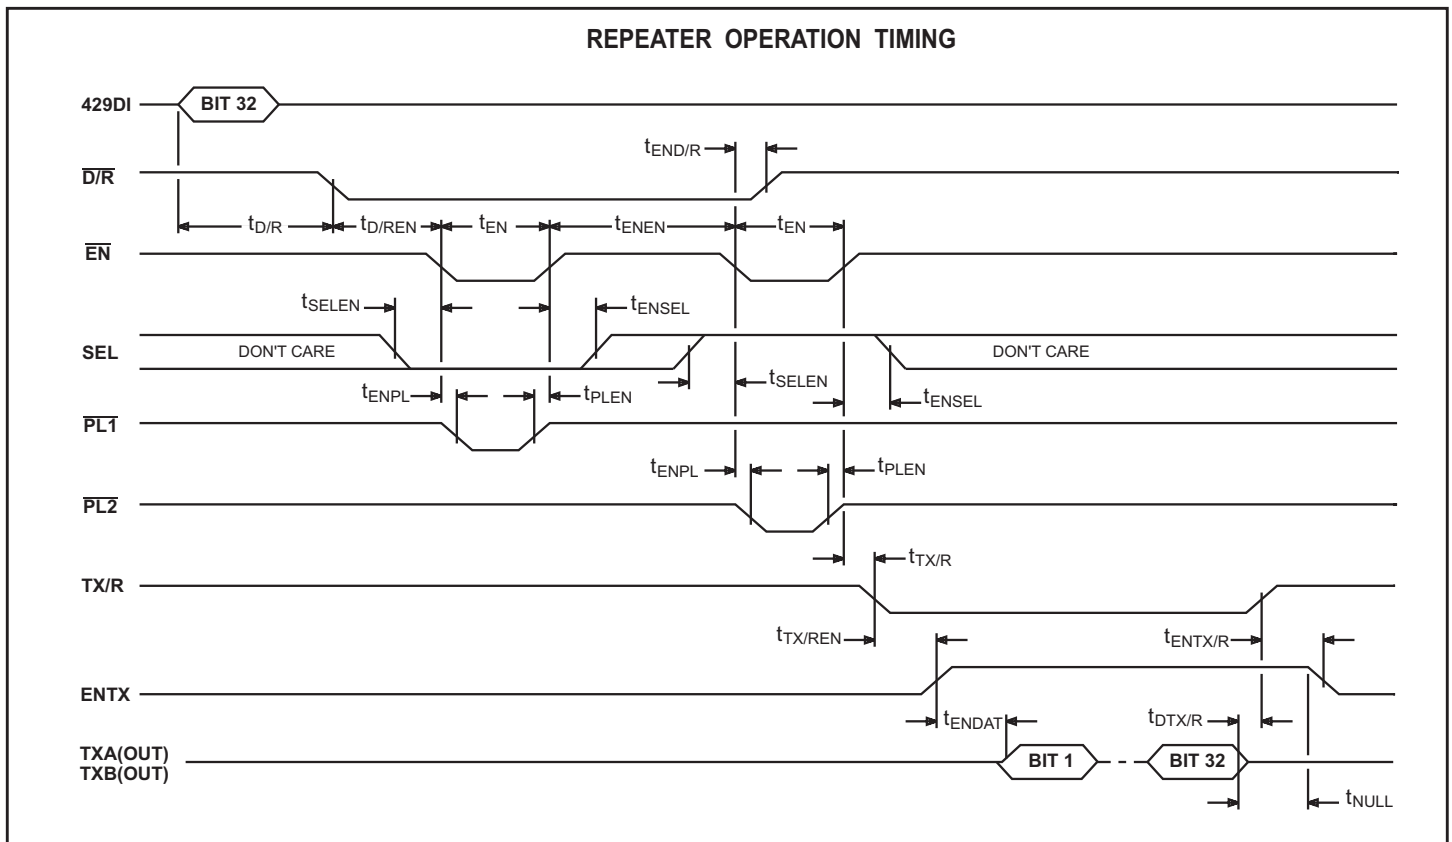 REPEATER OPERATION TIMING
429DI BIT 32
tEND/R
D/R
tD/R tD/REN tEN tENEN tEN
EN
tSELEN tENSEL
SEL DON'T CARE DON'T CARE
tSELEN
tENPL tPLEN tENSEL
PL1
tENPL tPLEN
PL2
tTX/R
TX/R
tTX/REN tENTX/R
ENTX
tENDAT tDTX/R
TXA(OUT)
TXB(OUT) BIT 1 BIT 32
tNULL